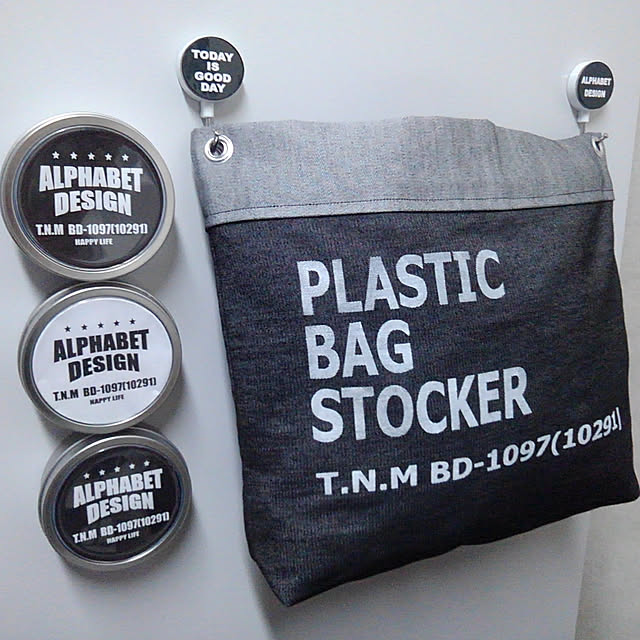 TODAY
IS
GOOD
DAY
ALPHABET
DESIGN
★★★★★
ALPHABET
DESIGN
T.N.M BD-1097(10291)
HAPPY LIFE
★★★★★
ALPHABET
DESIGN
T.N.M BD-1097(10291)
HAPPY LIFE
★★★★★
ALPHABET
DESIGN
T.N.M BD-1097(10291)
HAPPY LIFE
PLASTIC
BAG
STOCKER
T.N.M BD-1097(10291)